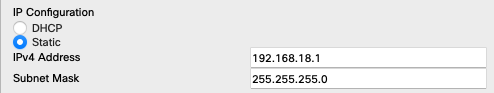 IP Configuration
DHCP
Static
IPv4 Address 192.168.18.1
Subnet Mask 255.255.255.0